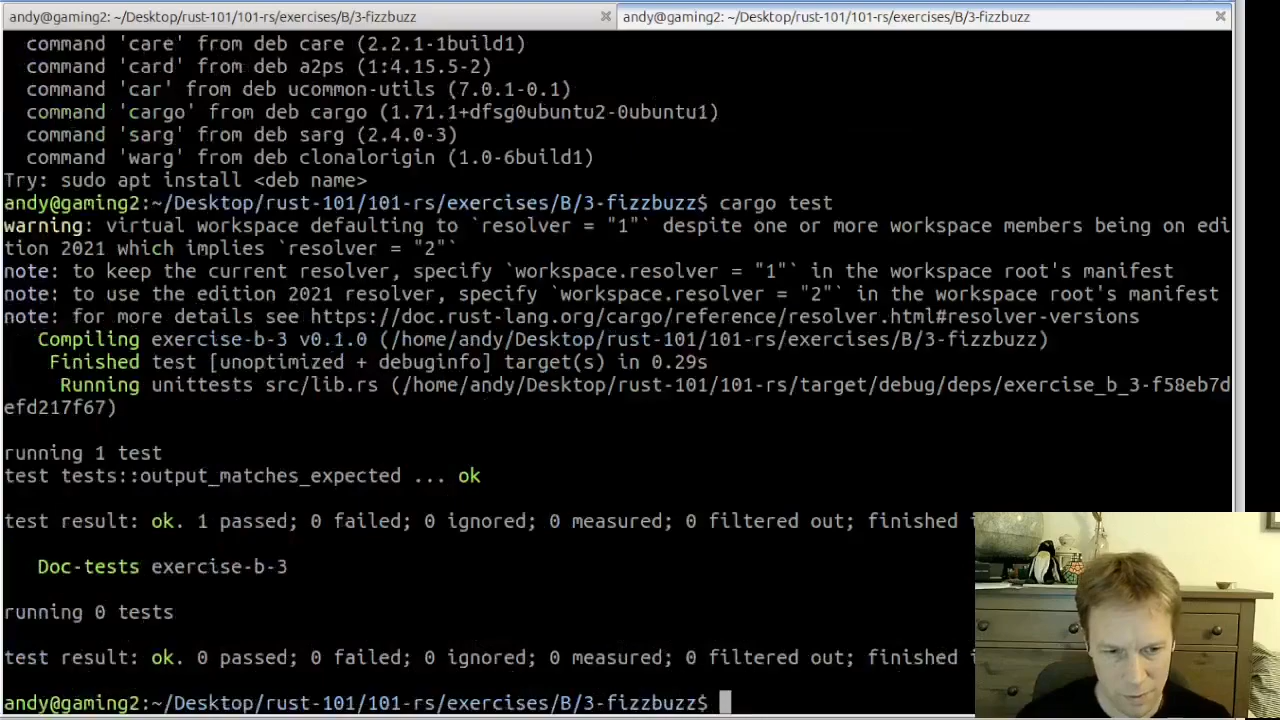 andy@gaming2: ~/Desktop/rust-101/101-rs/exercises/B/3-fizzbuzz
andy@gaming2: ~/Desktop/rust-101/101-rs/exercises/B/3-fizzbuzz
command 'care' from deb care (2.2.1-1build1)
command 'card' from deb a2ps (1:4.15.5-2)
command 'car' from deb ucommon-utils (7.0.1-0.1)
command 'cargo' from deb cargo (1.71.1+dfsg0ubuntu2-0ubuntu1)
command 'sarg' from deb sarg (2.4.0-3)
command 'warg' from deb clonalorigin (1.0-6build1)
Try: sudo apt install <deb name>
andy@gaming2:~/Desktop/rust-101/101-rs/exercises/B/3-fizzbuzz$ cargo test
warning: virtual workspace defaulting to `resolver = "1"` despite one or more workspace members being on edi
tion 2021 which implies `resolver = "2"`
note: to keep the current resolver, specify `workspace.resolver = "1"` in the workspace root's manifest
note: to use the edition 2021 resolver, specify `workspace.resolver = "2"` in the workspace root's manifest
note: for more details see https://doc.rust-lang.org/cargo/reference/resolver.html#resolver-versions
Compiling exercise-b-3 v0.1.0 (/home/andy/Desktop/rust-101/101-rs/exercises/B/3-fizzbuzz)
Finished test [unoptimized + debuginfo] target(s) in 0.29s
Running unittests src/lib.rs (/home/andy/Desktop/rust-101/101-rs/target/debug/deps/exercise_b_3-f58eb7d
efd217f67)
running 1 test
test tests::output_matches_expected ... ok
test result: ok. 1 passed; 0 failed; 0 ignored; 0 measured; 0 filtered out; finished
Doc-tests exercise-b-3
running 0 tests
test result: ok. 0 passed; 0 failed; 0 ignored; 0 measured; 0 filtered out; finished
andy@gaming2:~/Desktop/rust-101/101-rs/exercises/B/3-fizzbuzz$